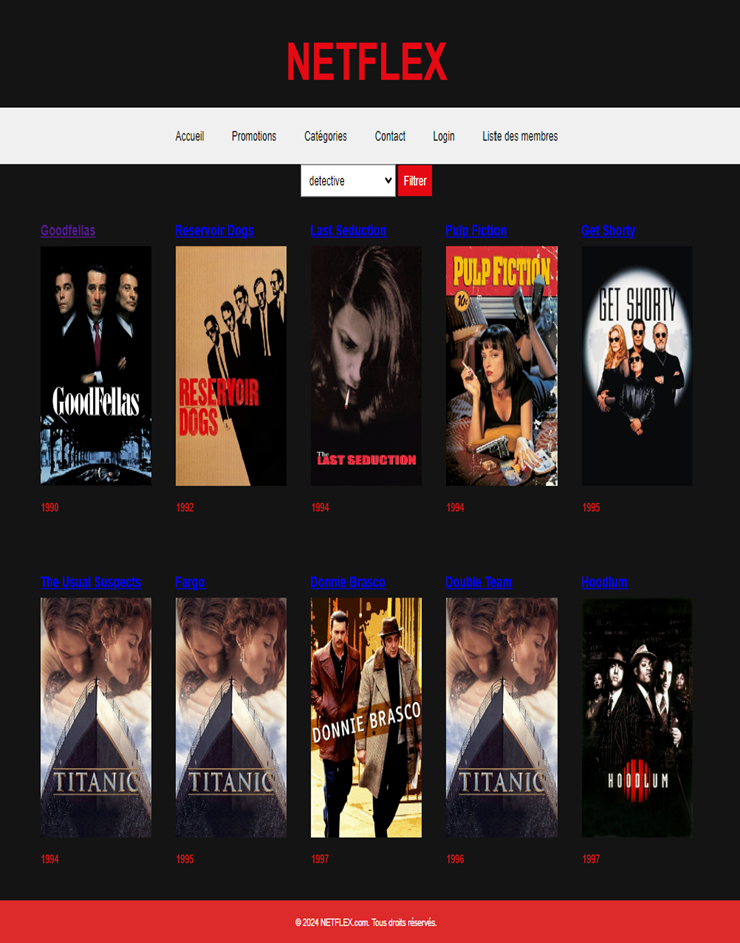 NETFLEX
Accueil Promotions Catégories Contact Login Liste des membres
detective Filtrer
Goodfellas Reservoir Dogs Last Seduction Pulp Fiction Get Shorty
GoodFellas
RESERVOIR
DOGS
The
LAST SEDUCTION
PULP FICTION
10¢
GET SHORTY
1990 1992 1994 1994 1995
The Usual Suspects Fargo Donnie Brasco Double Team Hoodlum
TITANIC
TITANIC
DONNIE BRASCO
TITANIC
HOODLUM
1994 1995 1997 1996 1997
© 2024 NETFLEX.com. Tous droits réservés.